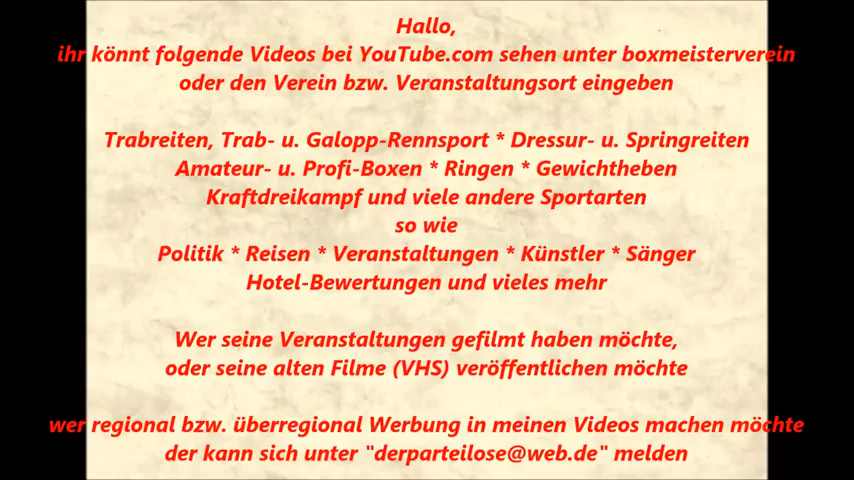 Hallo,
ihr könnt folgende Videos bei YouTube.com sehen unter boxmeisterverein
oder den Verein bzw. Veranstaltungsort eingeben
Trabreiten, Trab- u. Galopp-Rennsport * Dressur- u. Springreiten
Amateur- u. Profi-Boxen * Ringen * Gewichtheben
Kraftdreikampf und viele andere Sportarten
so wie
Politik * Reisen * Veranstaltungen * Künstler * Sänger
Hotel-Bewertungen und vieles mehr
Wer seine Veranstaltungen gefilmt haben möchte,
oder seine alten Filme (VHS) veröffentlichen möchte
wer regional bzw. überregional Werbung in meinen Videos machen möchte
der kann sich unter "derparteilose@web.de" melden